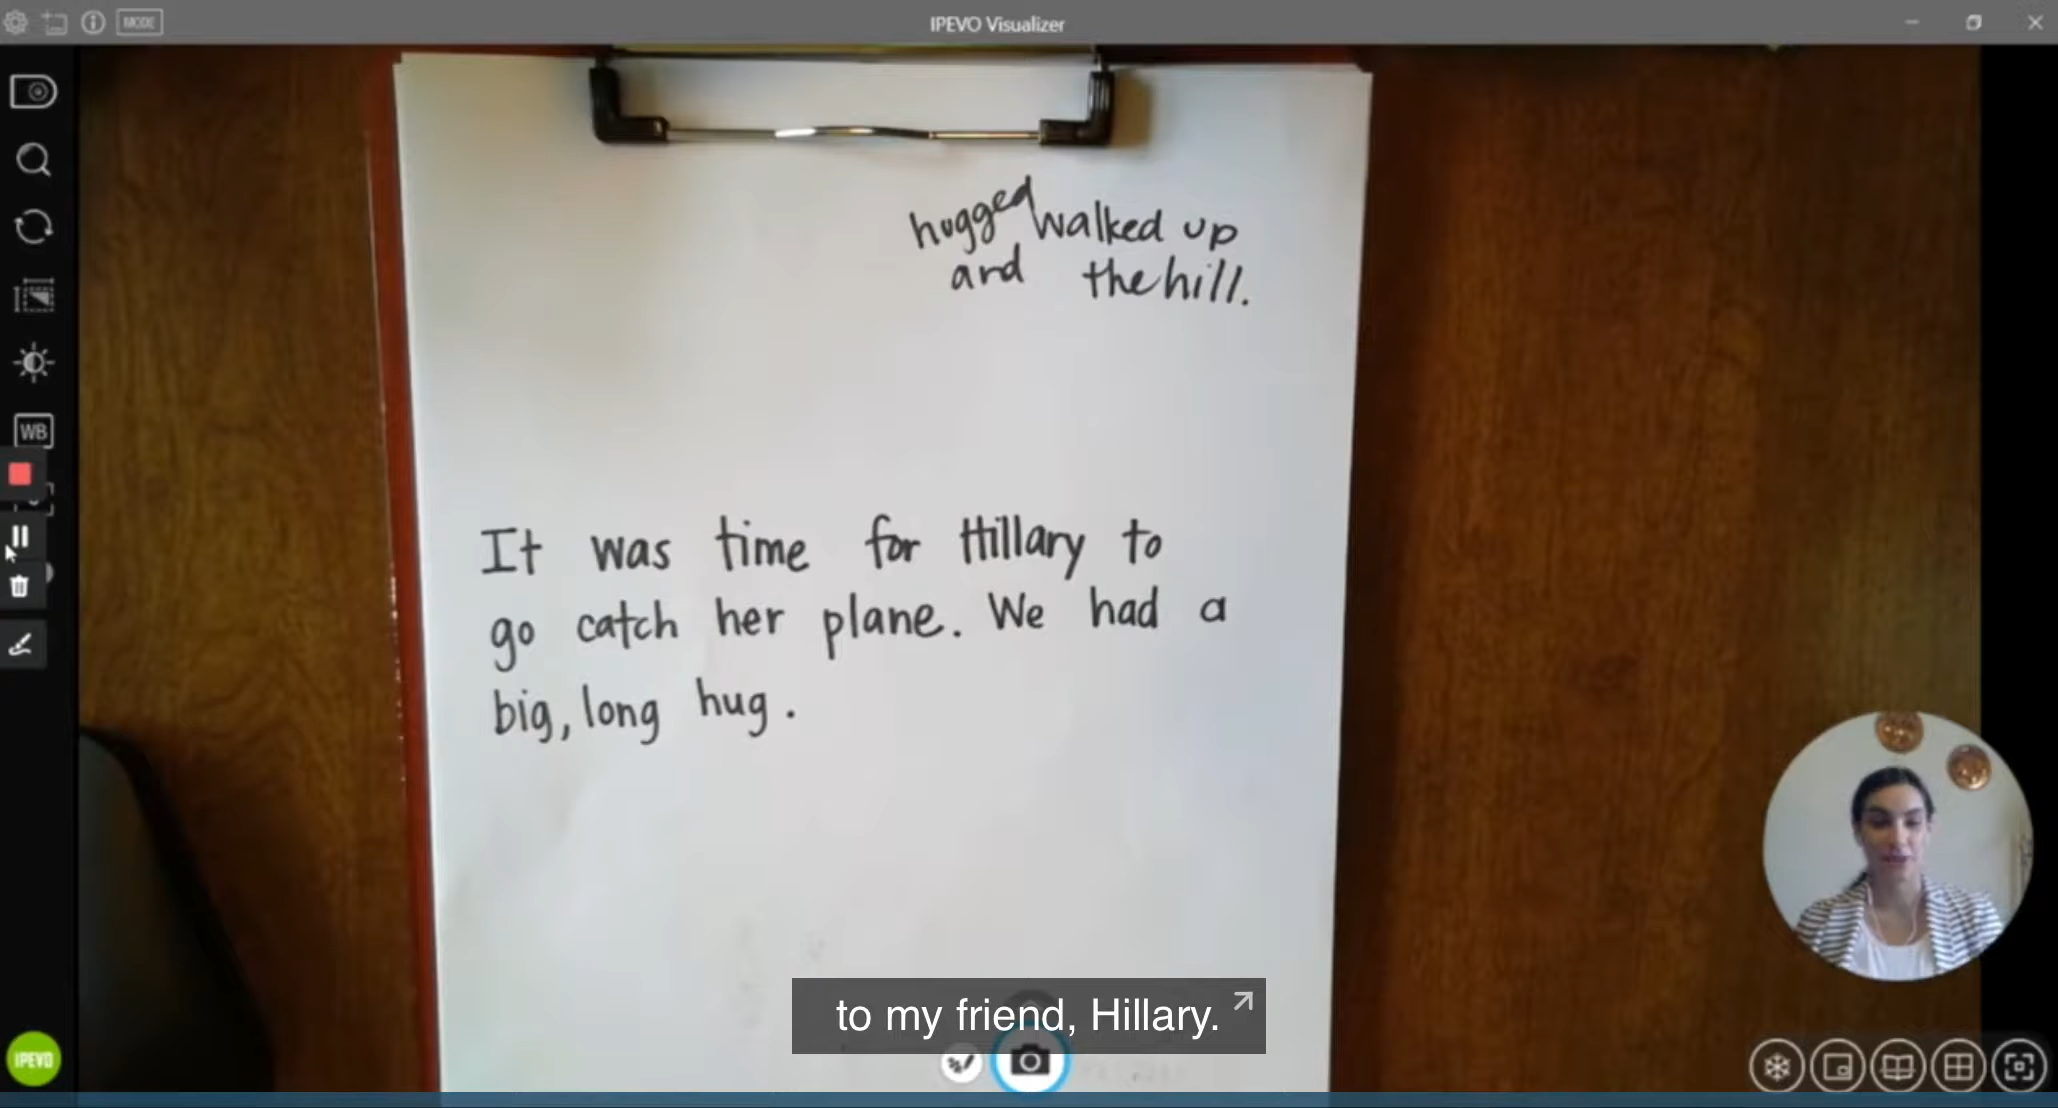 MODE
IPEVO Visualizer
WB
hugged walked up
and the hill.
It was time for Hillary to
go catch her plane. We had a
big, long hug.
to my friend, Hillary.
IPEVO